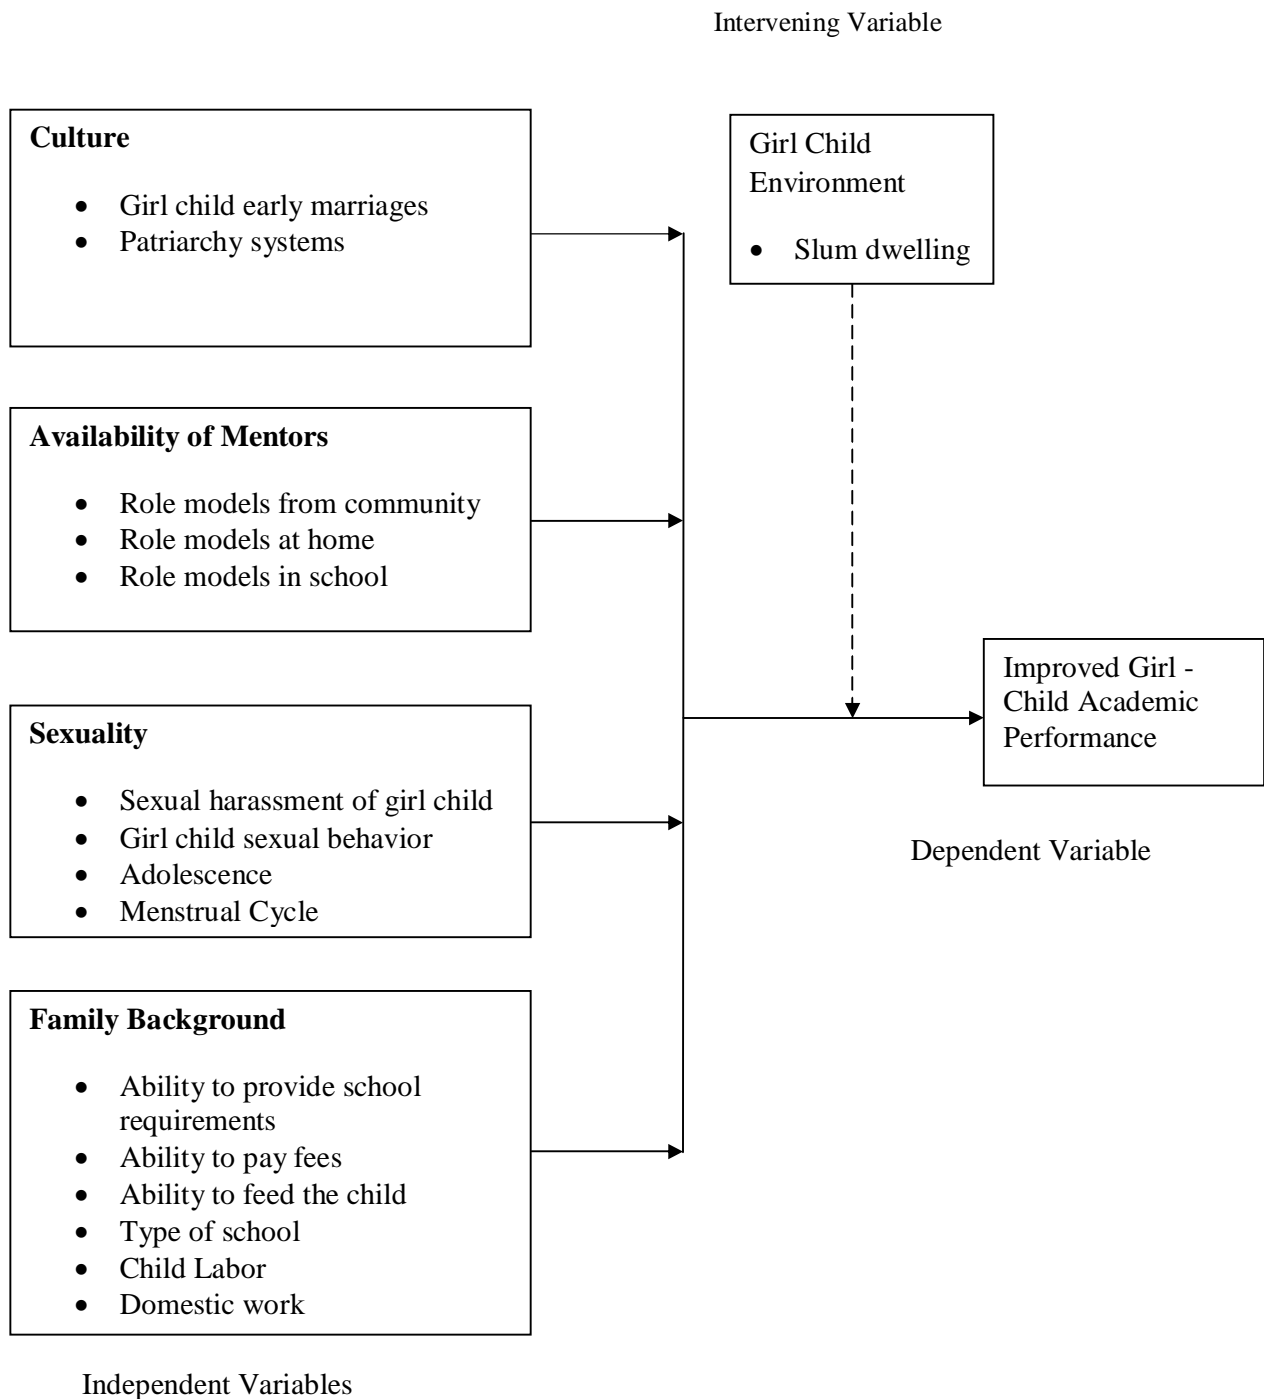 Intervening Variable
Culture
• Girl child early marriages
• Patriarchy systems
Girl Child
Environment
• Slum dwelling
Availability of Mentors
• Role models from community
• Role models at home
• Role models in school
Improved Girl -
Child Academic
Performance
Sexuality
• Sexual harassment of girl child
• Girl child sexual behavior
• Adolescence
• Menstrual Cycle
Dependent Variable
Family Background
• Ability to provide school
requirements
• Ability to pay fees
• Ability to feed the child
• Type of school
• Child Labor
• Domestic work
Independent Variables